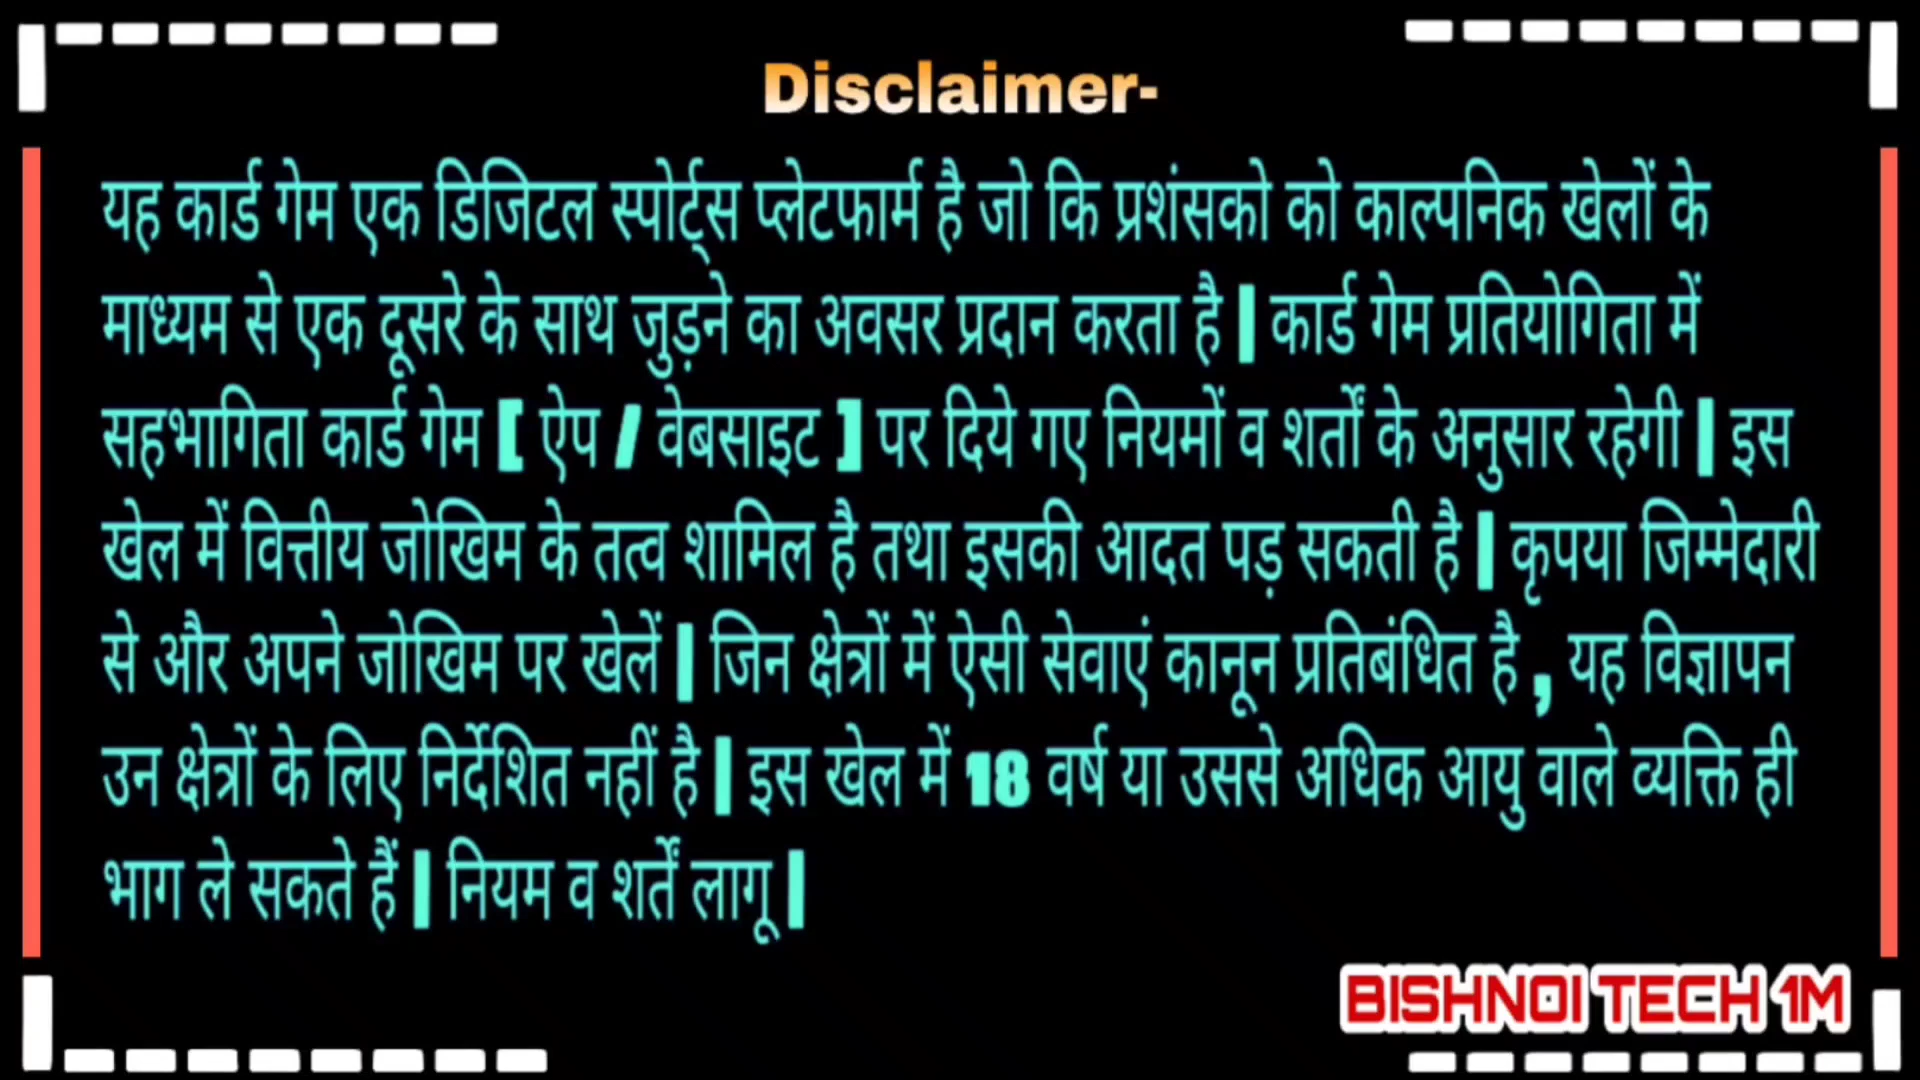 Disclaimer-
यह कार्ड गेम एक डिजिटल स्पोर्ट्स प्लेटफार्म है जो कि प्रशंसको को काल्पनिक खेलों के
माध्यम से एक दूसरे के साथ जुड़ने का अवसर प्रदान करता है | कार्ड गेम प्रतियोगिता में
सहभागिता कार्ड गेम [ ऐप / वेबसाइट ] पर दिये गए नियमों व शर्तों के अनुसार रहेगी | इस
खेल में वित्तीय जोखिम के तत्व शामिल है तथा इसकी आदत पड़ सकती है | कृपया जिम्मेदारी
से और अपने जोखिम पर खेलें | जिन क्षेत्रों में ऐसी सेवाएं कानून प्रतिबंधित है , यह विज्ञापन
उन क्षेत्रों के लिए निर्देशित नहीं है | इस खेल में 18 वर्ष या उससे अधिक आयु वाले व्यक्ति ही
भाग ले सकते हैं | नियम व शर्तें लागू |
BISHNOI TECH 1M